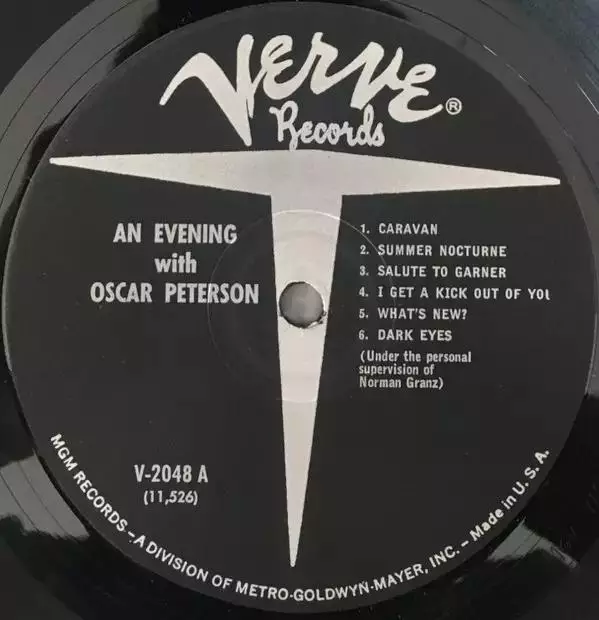 VERVE ®
Records
AN EVENING
with
OSCAR PETERSON
1. CARAVAN
2. SUMMER NOCTURNE
3. SALUTE TO GARNER
4. I GET A KICK OUT OF YOU
5. WHAT'S NEW?
6. DARK EYES
(Under the personal
supervision of
Norman Granz)
V-2048 A
(11,526)
MGM RECORDS – A DIVISION OF METRO-GOLDWYN-MAYER, INC. – Made in U. S. A.